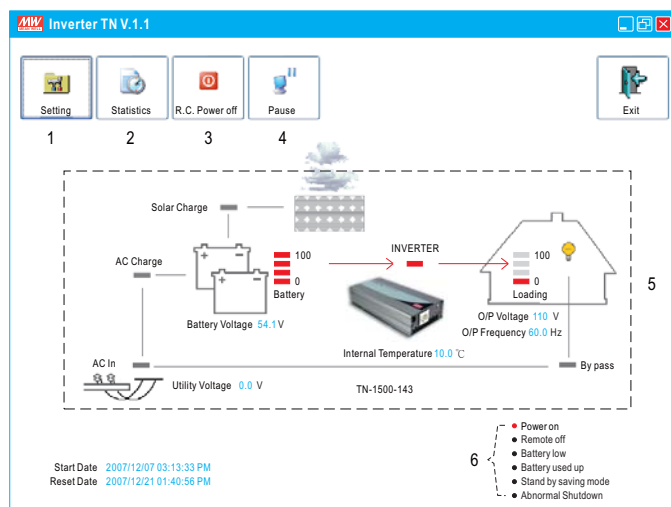 MW Inverter TN V.1.1
Setting
Statistics
R.C. Power off
Pause
Exit
1
2
3
4
Solar Charge
AC Charge
100
0
Battery
INVERTER
100
0
Loading
5
Battery Voltage 54.1V
O/P Voltage 110 V
O/P Frequency 60.0 Hz
Internal Temperature 10.0 ℃
AC In
By pass
Utility Voltage 0.0 V
TN-1500-143
Start Date 2007/12/07 03:13:33 PM
Reset Date 2007/12/21 01:40:56 PM
6
Power on
Remote off
Battery low
Battery used up
Stand by saving mode
Abnormal Shutdown